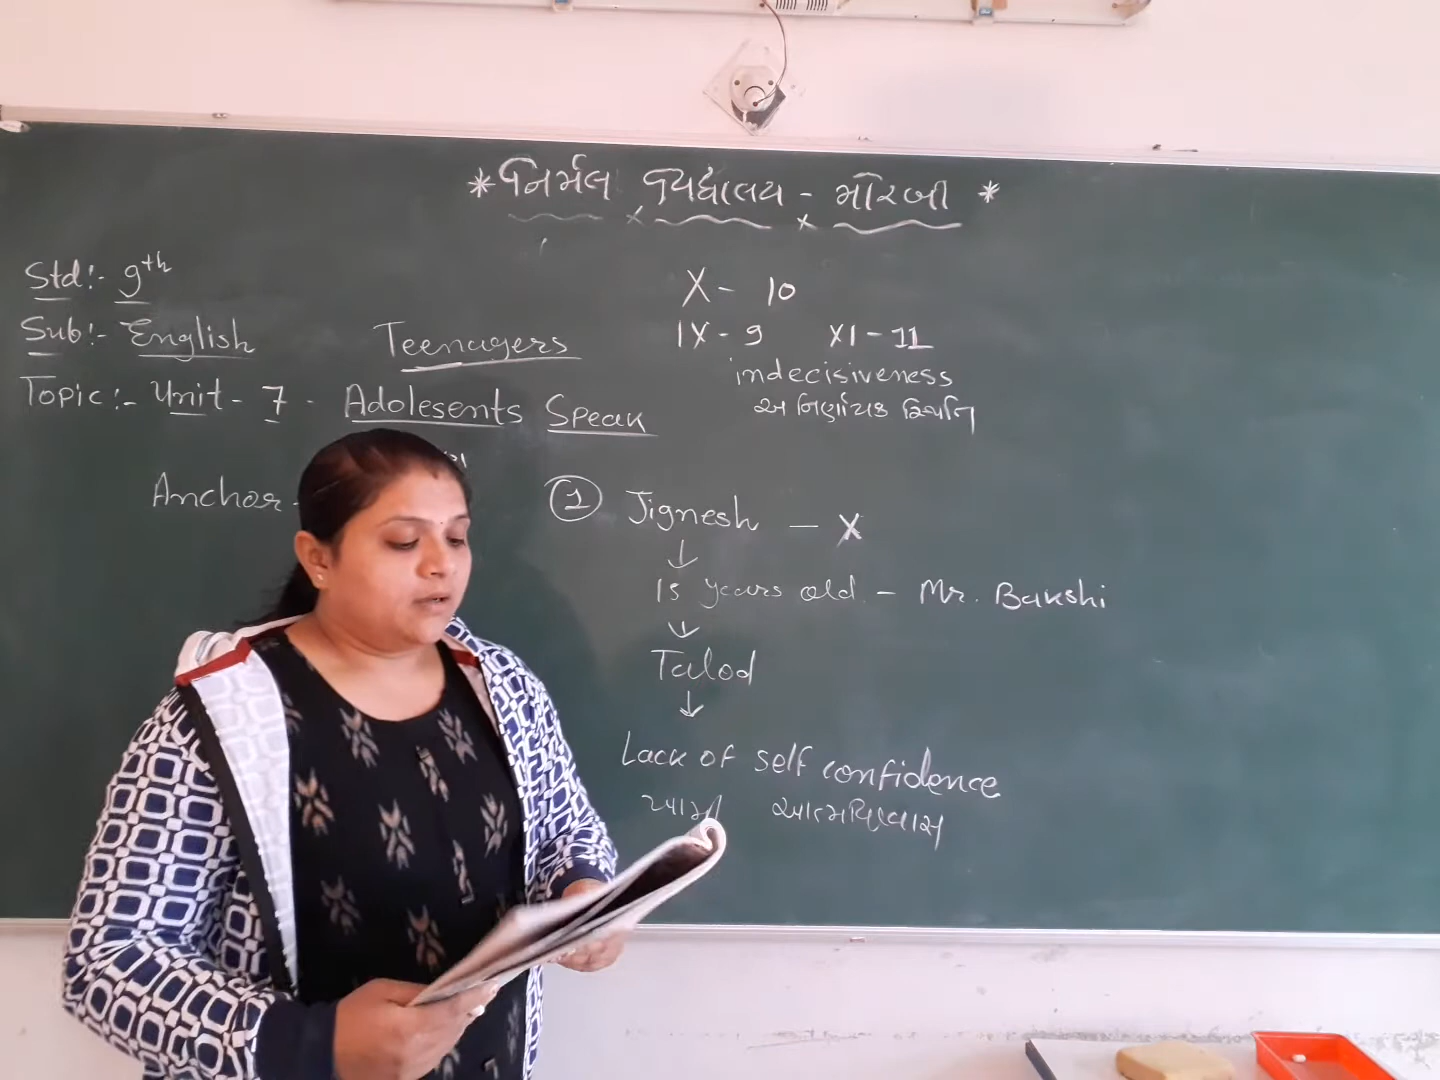 * નિર્મલ વિદ્યાલય - મોરબી *
Std:- 9th
Sub:- English
Teenagers
Topic:- Unit - 7 - Adolesents Speak
Anchor -
X - 10
IX - 9 XI - 11
indecisiveness
અ નિર્ણાયક સ્થિતિ
1 Jignesh - X
15 years old - Mr. Bakshi
Talod
Lack of self confidence
આત્મવિશ્વાસ